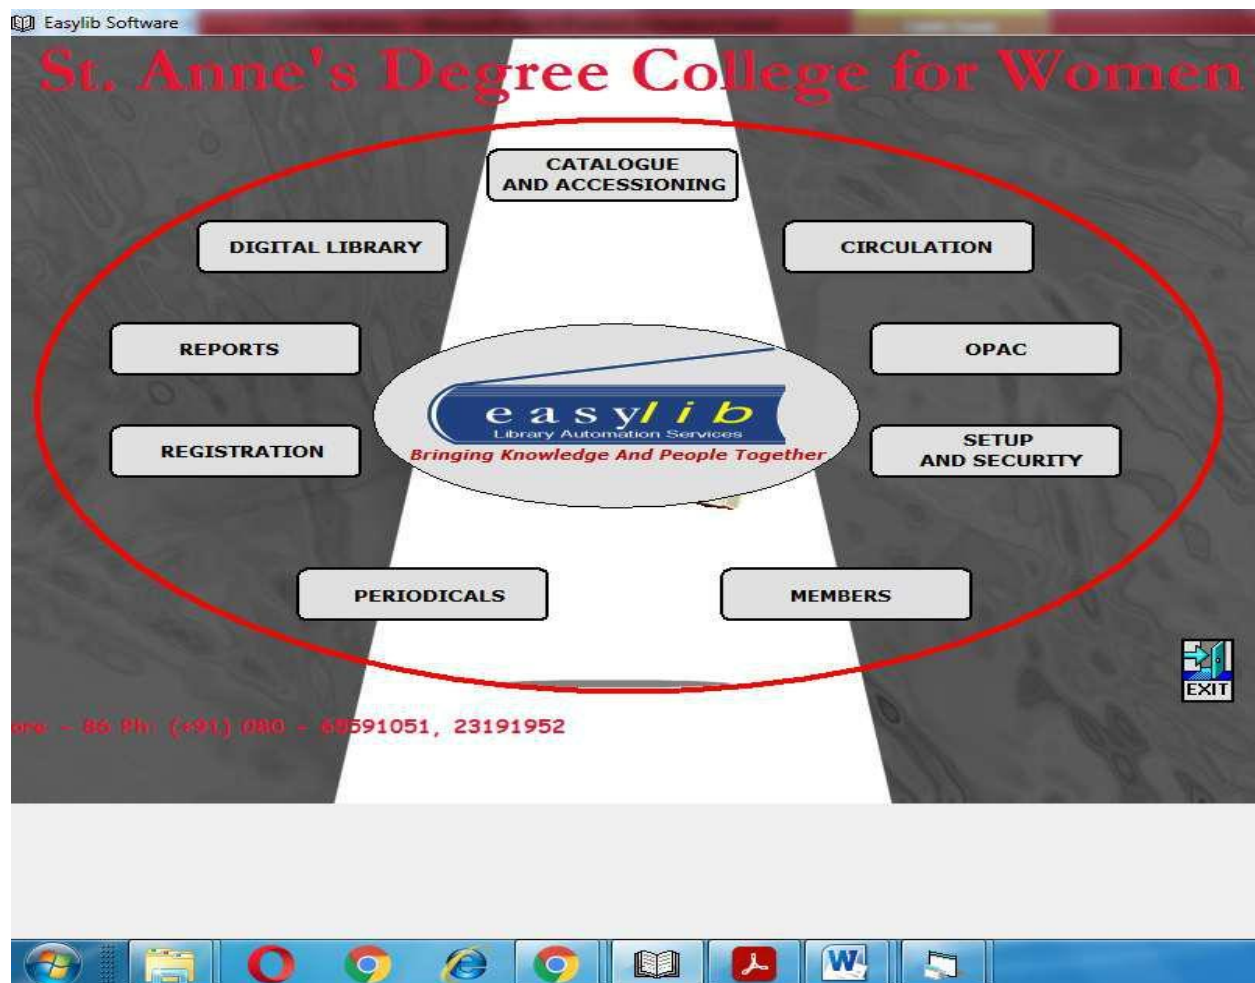 Easylib Software
St. Anne's Degree College for Women
CATALOGUE
AND ACCESSIONING
DIGITAL LIBRARY
CIRCULATION
REPORTS
OPAC
easylib
Library Automation Services
Bringing Knowledge And People Together
REGISTRATION
SETUP
AND SECURITY
PERIODICALS
MEMBERS
EXIT
ore - 86 Ph: (+91) 080 - 65591051, 23191952
W